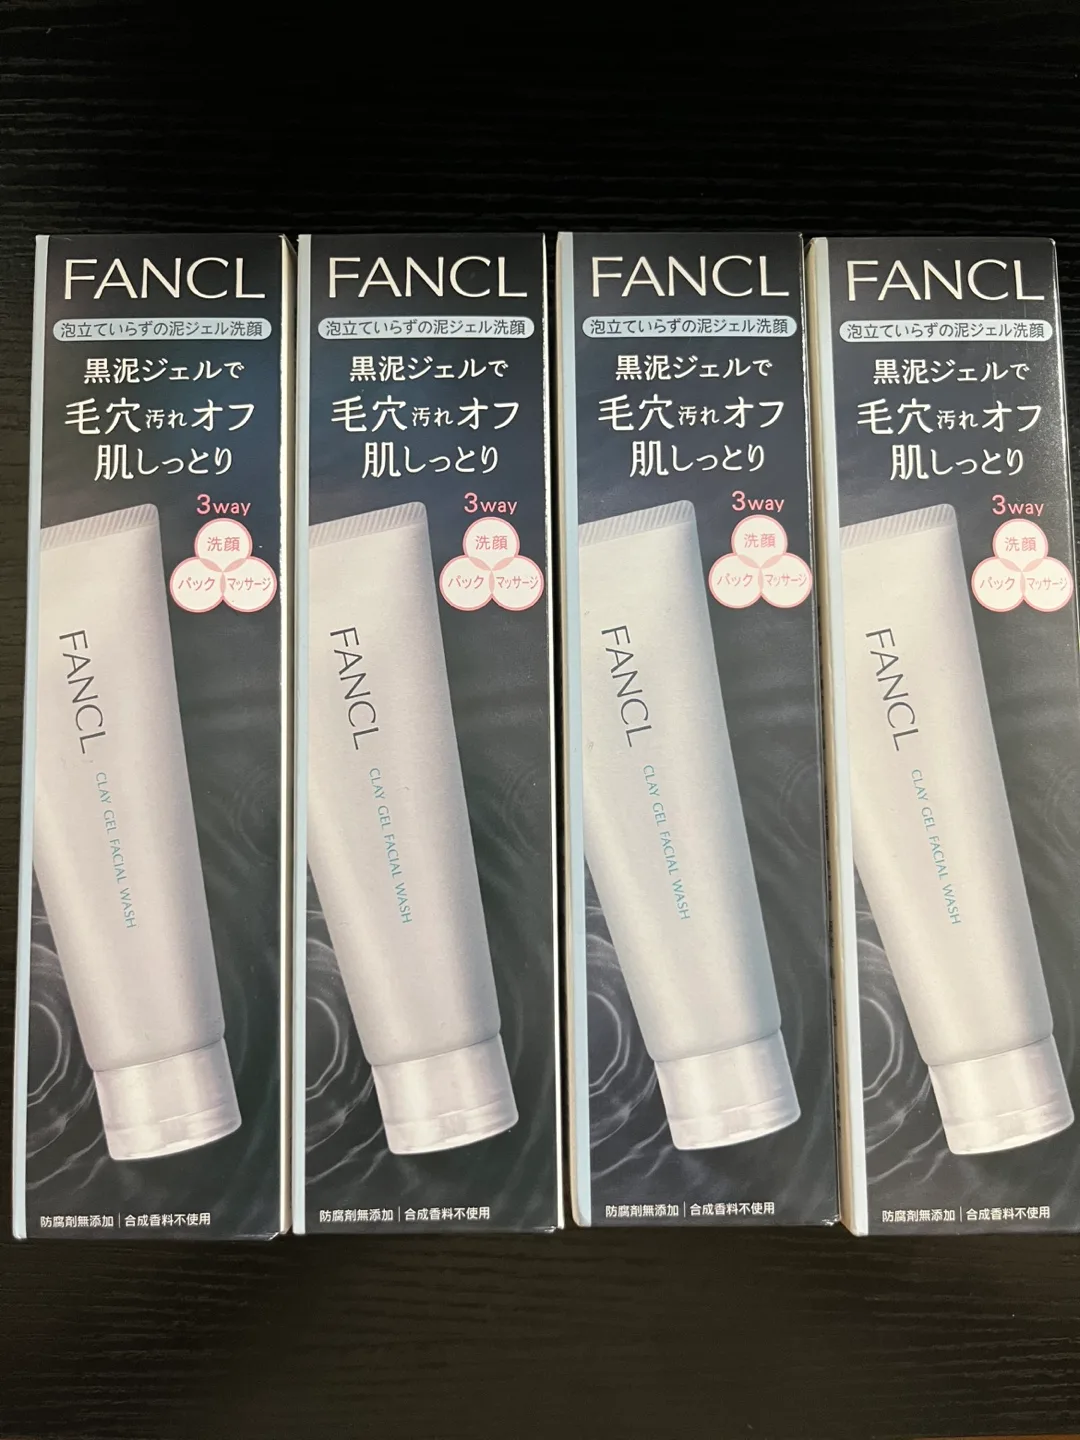 FANCL
泡立ていらずの泥ジェル洗顔
黒泥ジェルで
毛穴汚れオフ
肌しっとり
3way
洗顔
パック マッサージ
FANCL
CLAY GEL FACIAL WASH
防腐剤無添加|合成香料不使用
FANCL
泡立ていらずの泥ジェル洗顔
黒泥ジェルで
毛穴汚れオフ
肌しっとり
3way
洗顔
パック マッサージ
FANCL
CLAY GEL FACIAL WASH
防腐剤無添加|合成香料不使用
FANCL
泡立ていらずの泥ジェル洗顔
黒泥ジェルで
毛穴汚れオフ
肌しっとり
3way
洗顔
パック マッサージ
FANCL
CLAY GEL FACIAL WASH
防腐剤無添加|合成香料不使用
FANCL
泡立ていらずの泥ジェル洗顔
黒泥ジェルで
毛穴汚れオフ
肌しっとり
3way
洗顔
パック マッサージ
FANCL
CLAY GEL FACIAL WASH
防腐剤無添加|合成香料不使用